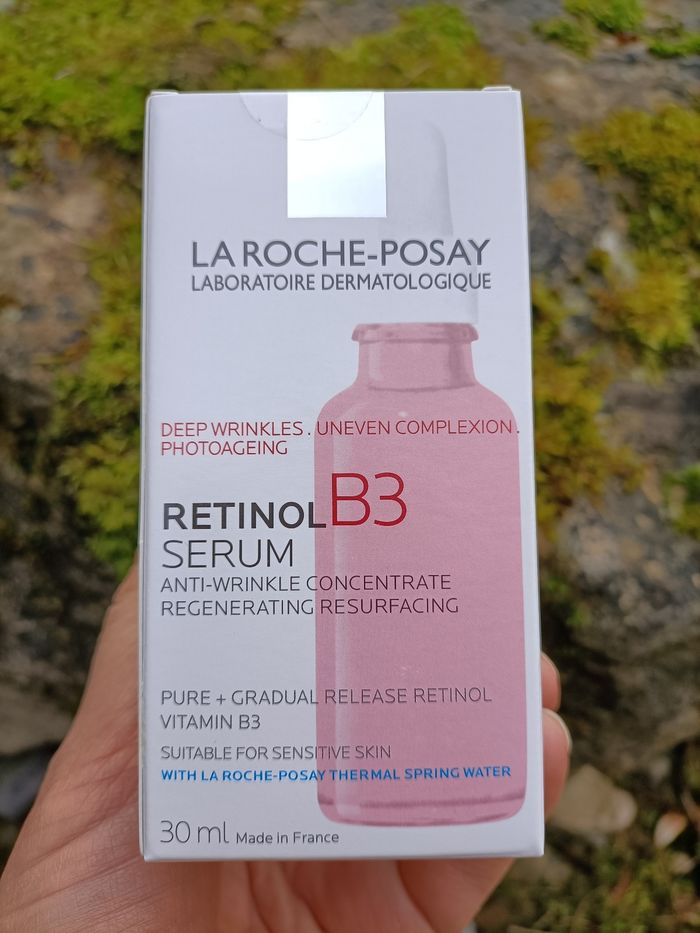 LA ROCHE-POSAY
LABORATOIRE DERMATOLOGIQUE
DEEP WRINKLES . UNEVEN COMPLEXION .
PHOTOAGEING
RETINOL B3
SERUM
ANTI-WRINKLE CONCENTRATE
REGENERATING RESURFACING
PURE + GRADUAL RELEASE RETINOL
VITAMIN B3
SUITABLE FOR SENSITIVE SKIN
WITH LA ROCHE-POSAY THERMAL SPRING WATER
30 ml Made in France